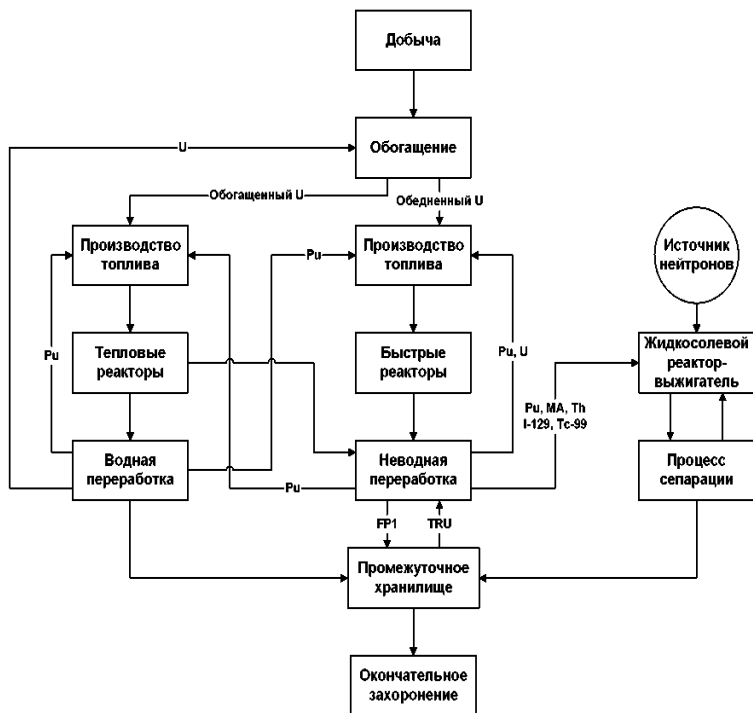 Добыча
U
Обогащение
Обогащенный U
Обедненный U
Производство
топлива
Pu
Производство
топлива
Источник
нейтронов
Pu
Тепловые
реакторы
Быстрые
реакторы
Pu, U
Жидкосолевой
реактор-
выжигатель
Pu, MA, Th
I-129, Tc-99
Водная
переработка
Pu
Неводная
переработка
Процесс
сепарации
FP1
TRU
Промежуточное
хранилище
Окончательное
захоронение